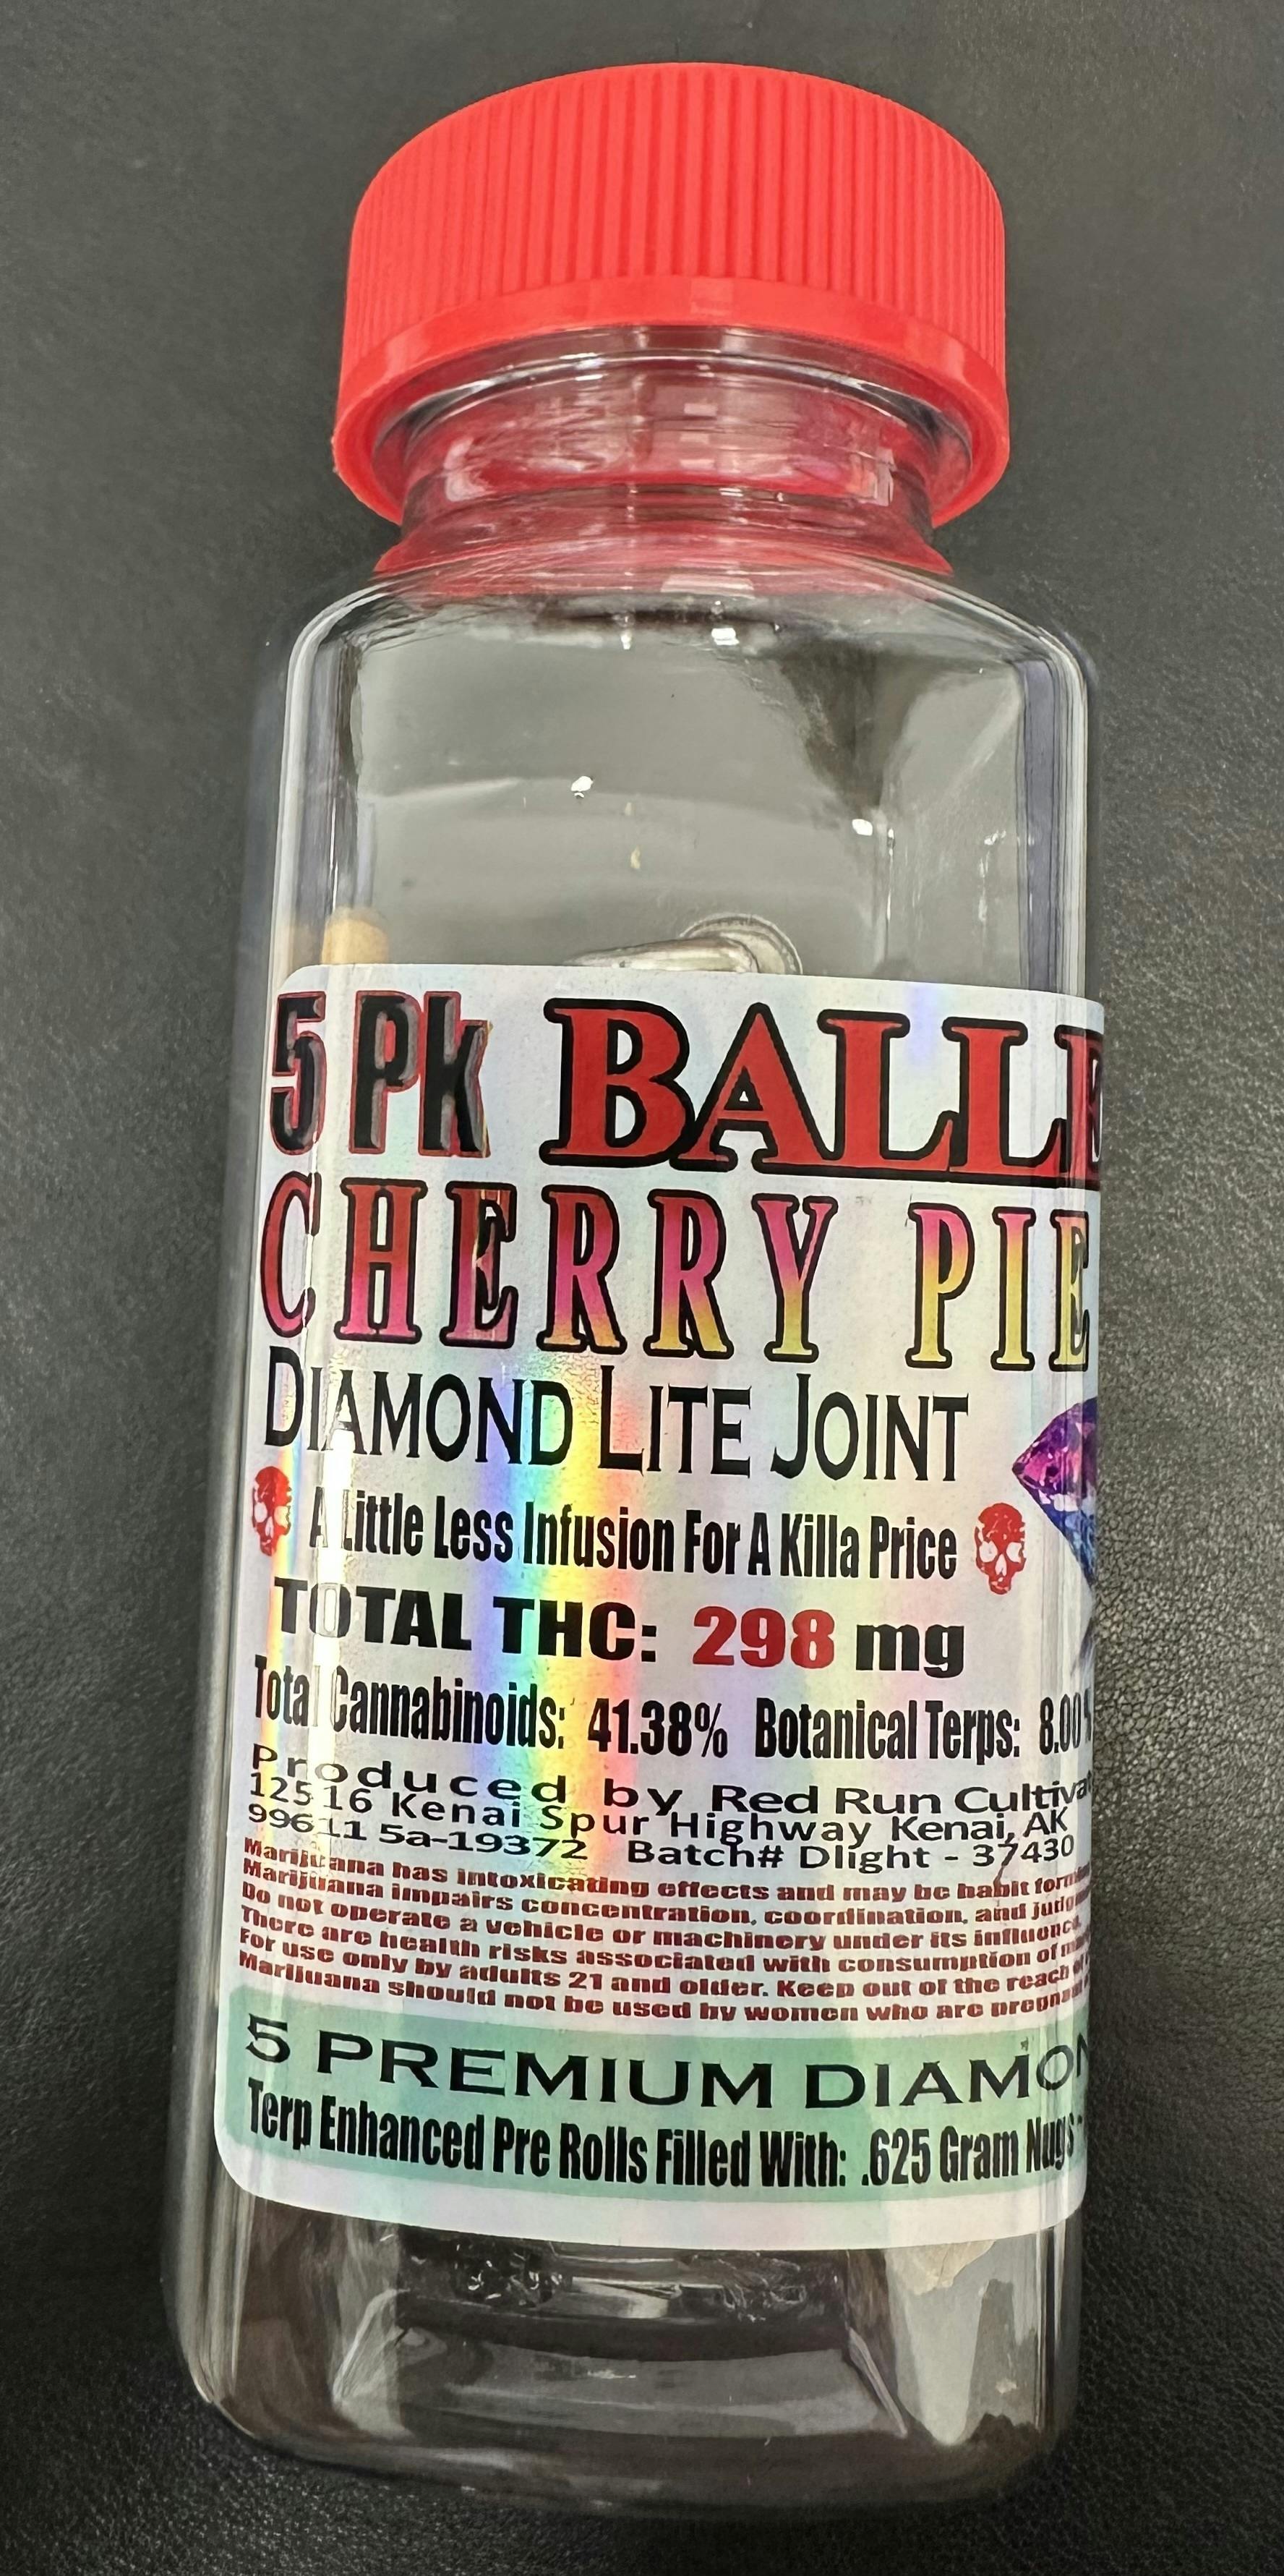 5 Pk BALLE
CHERRY PIE
DIAMOND LITE JOINT
A Little Less Infusion For A Killa Price
TOTAL THC: 298 mg
Total Cannabinoids: 41.38% Botanical Terps: 8.00%
Produced by Red Run Cultiva
12516 Kenai Spur Highway Kenai, AK
99611 5a-19372 Batch# Dlight - 37430
Marijuana has intoxicating effects and may be habit formi
Marijuana impairs concentration, coordination, and judg
Do not operate a vehicle or machinery under its influence.
There are health risks associated with consumption of m
For use only by adults 21 and older. Keep out of the reach
Marijuana should not be used by women who are pregna
5 PREMIUM DIAMON
Terp Enhanced Pre Rolls Filled With: .625 Gram Nugs